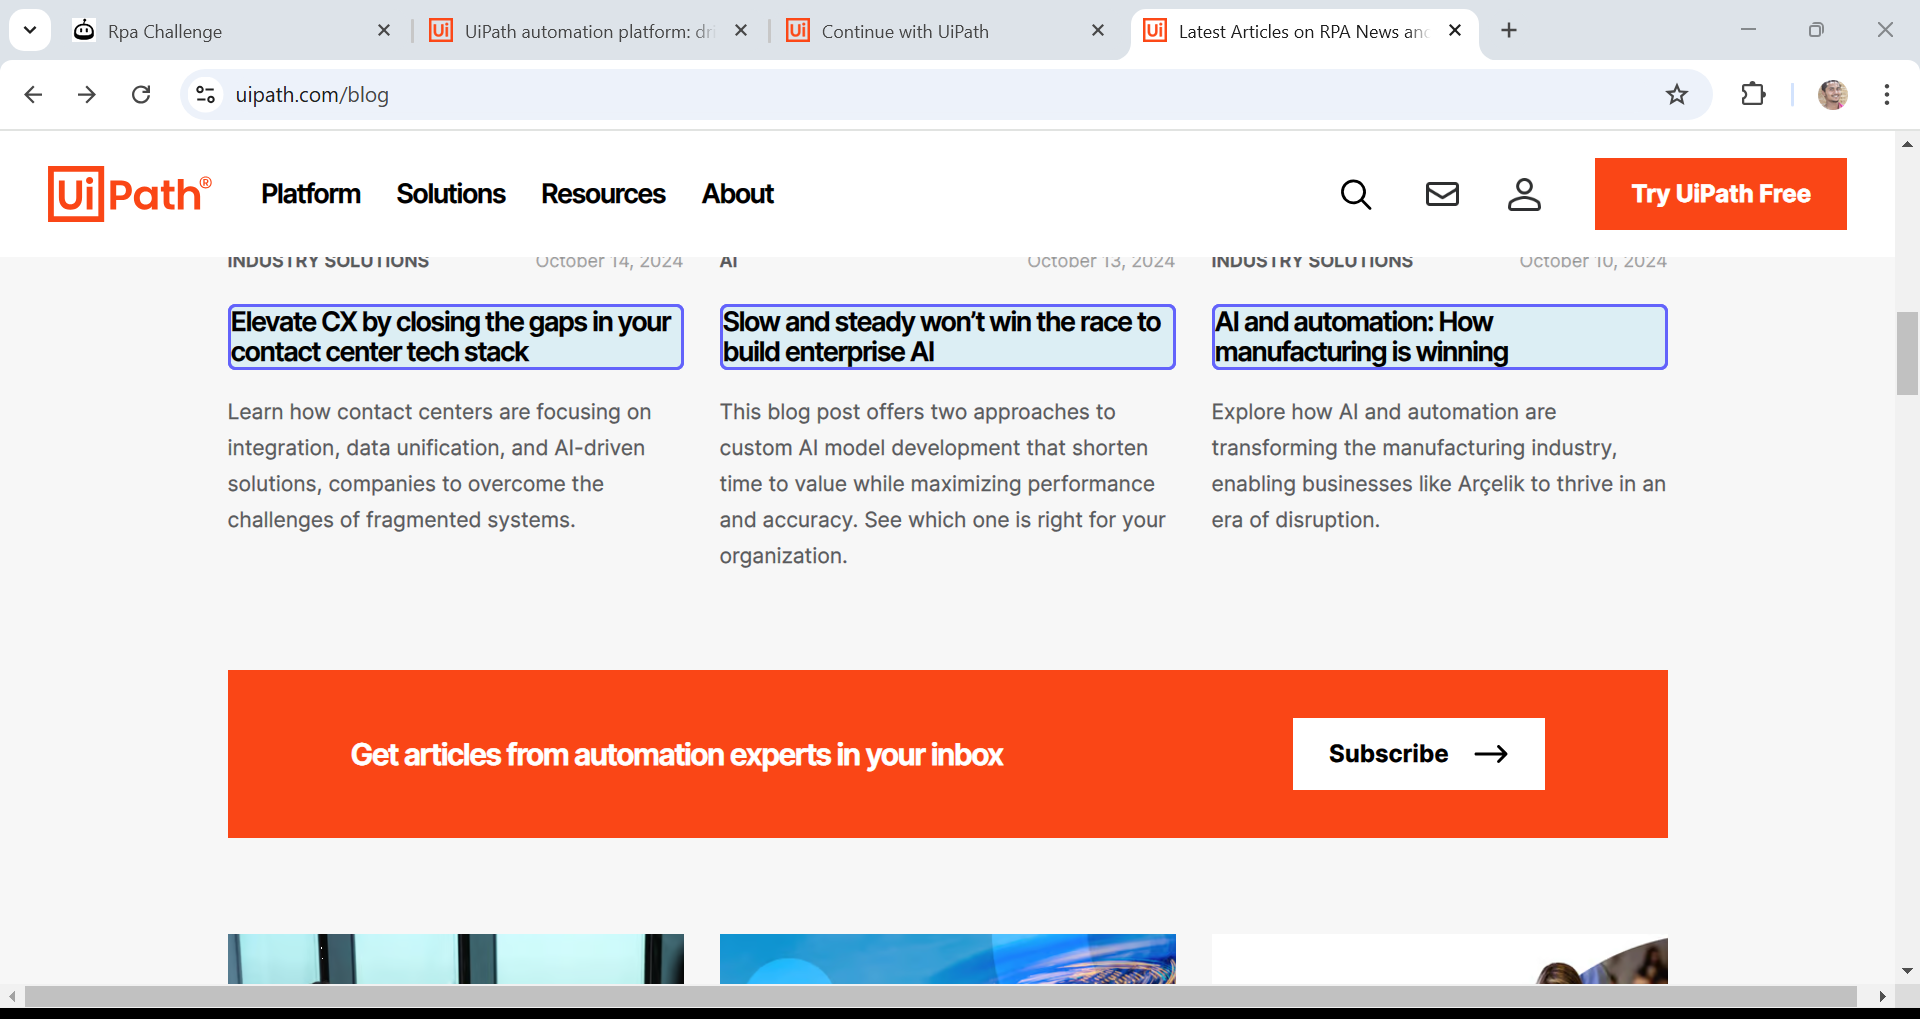 Rpa Challenge
UiPath automation platform: dri
Continue with UiPath
Latest Articles on RPA News and
uipath.com/blog
UiPath®
Platform
Solutions
Resources
About
Try UiPath Free
INDUSTRY SOLUTIONS
October 14, 2024
AI
October 13, 2024
INDUSTRY SOLUTIONS
October 10, 2024
Elevate CX by closing the gaps in your
contact center tech stack
Learn how contact centers are focusing on
integration, data unification, and AI-driven
solutions, companies to overcome the
challenges of fragmented systems.
Slow and steady won’t win the race to
build enterprise AI
This blog post offers two approaches to
custom AI model development that shorten
time to value while maximizing performance
and accuracy. See which one is right for your
organization.
AI and automation: How
manufacturing is winning
Explore how AI and automation are
transforming the manufacturing industry,
enabling businesses like Arçelik to thrive in an
era of disruption.
Get articles from automation experts in your inbox
Subscribe